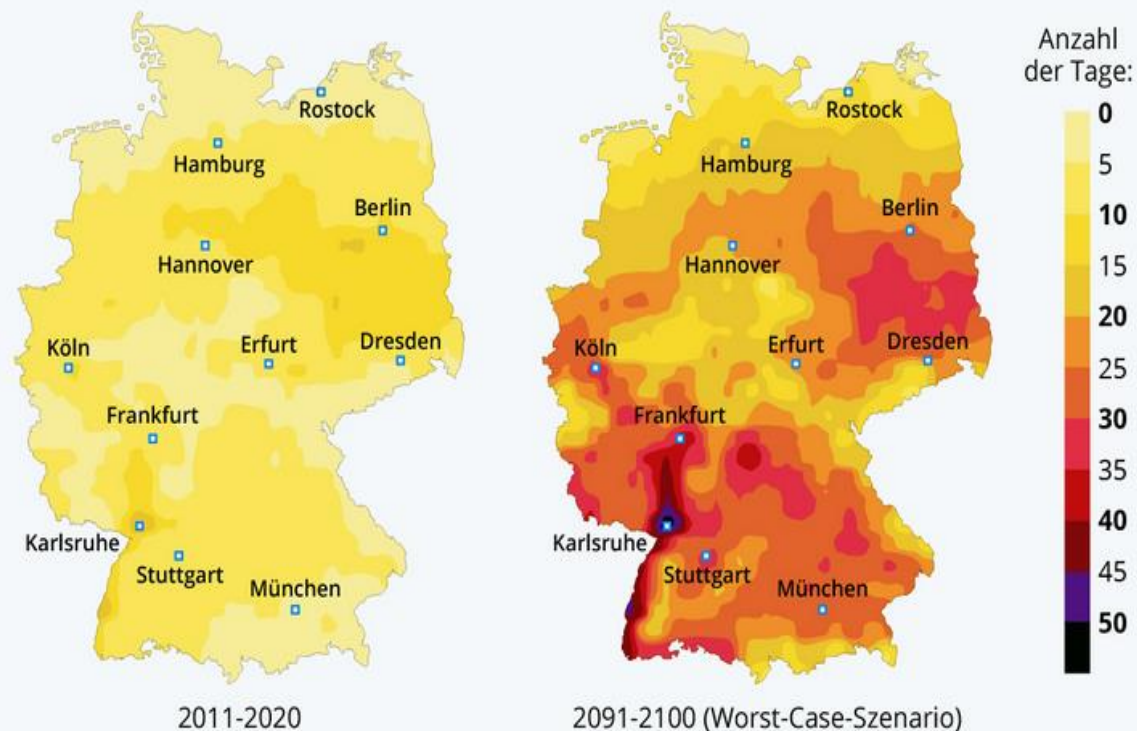 Rostock
Hamburg
Berlin
Hannover
Köln
Erfurt
Dresden
Frankfurt
Karlsruhe
Stuttgart
München
2011-2020
Rostock
Hamburg
Berlin
Hannover
Köln
Erfurt
Dresden
Frankfurt
Karlsruhe
Stuttgart
München
2091-2100 (Worst-Case-Szenario)
Anzahl
der Tage:
0
5
10
15
20
25
30
35
40
45
50